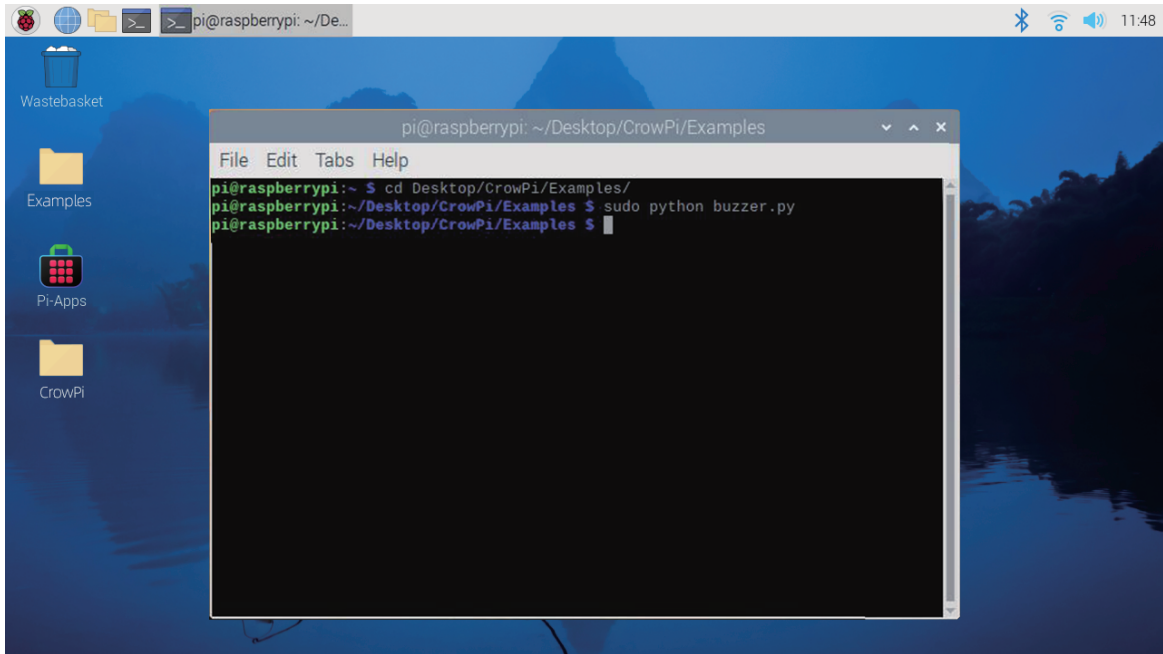 pi@raspberrypi: ~/De...
11:48
Wastebasket
Examples
Pi-Apps
CrowPi
pi@raspberrypi: ~/Desktop/CrowPi/Examples
File Edit Tabs Help
pi@raspberrypi:~ $ cd Desktop/CrowPi/Examples/
pi@raspberrypi:~/Desktop/CrowPi/Examples $ sudo python buzzer.py
pi@raspberrypi:~/Desktop/CrowPi/Examples $